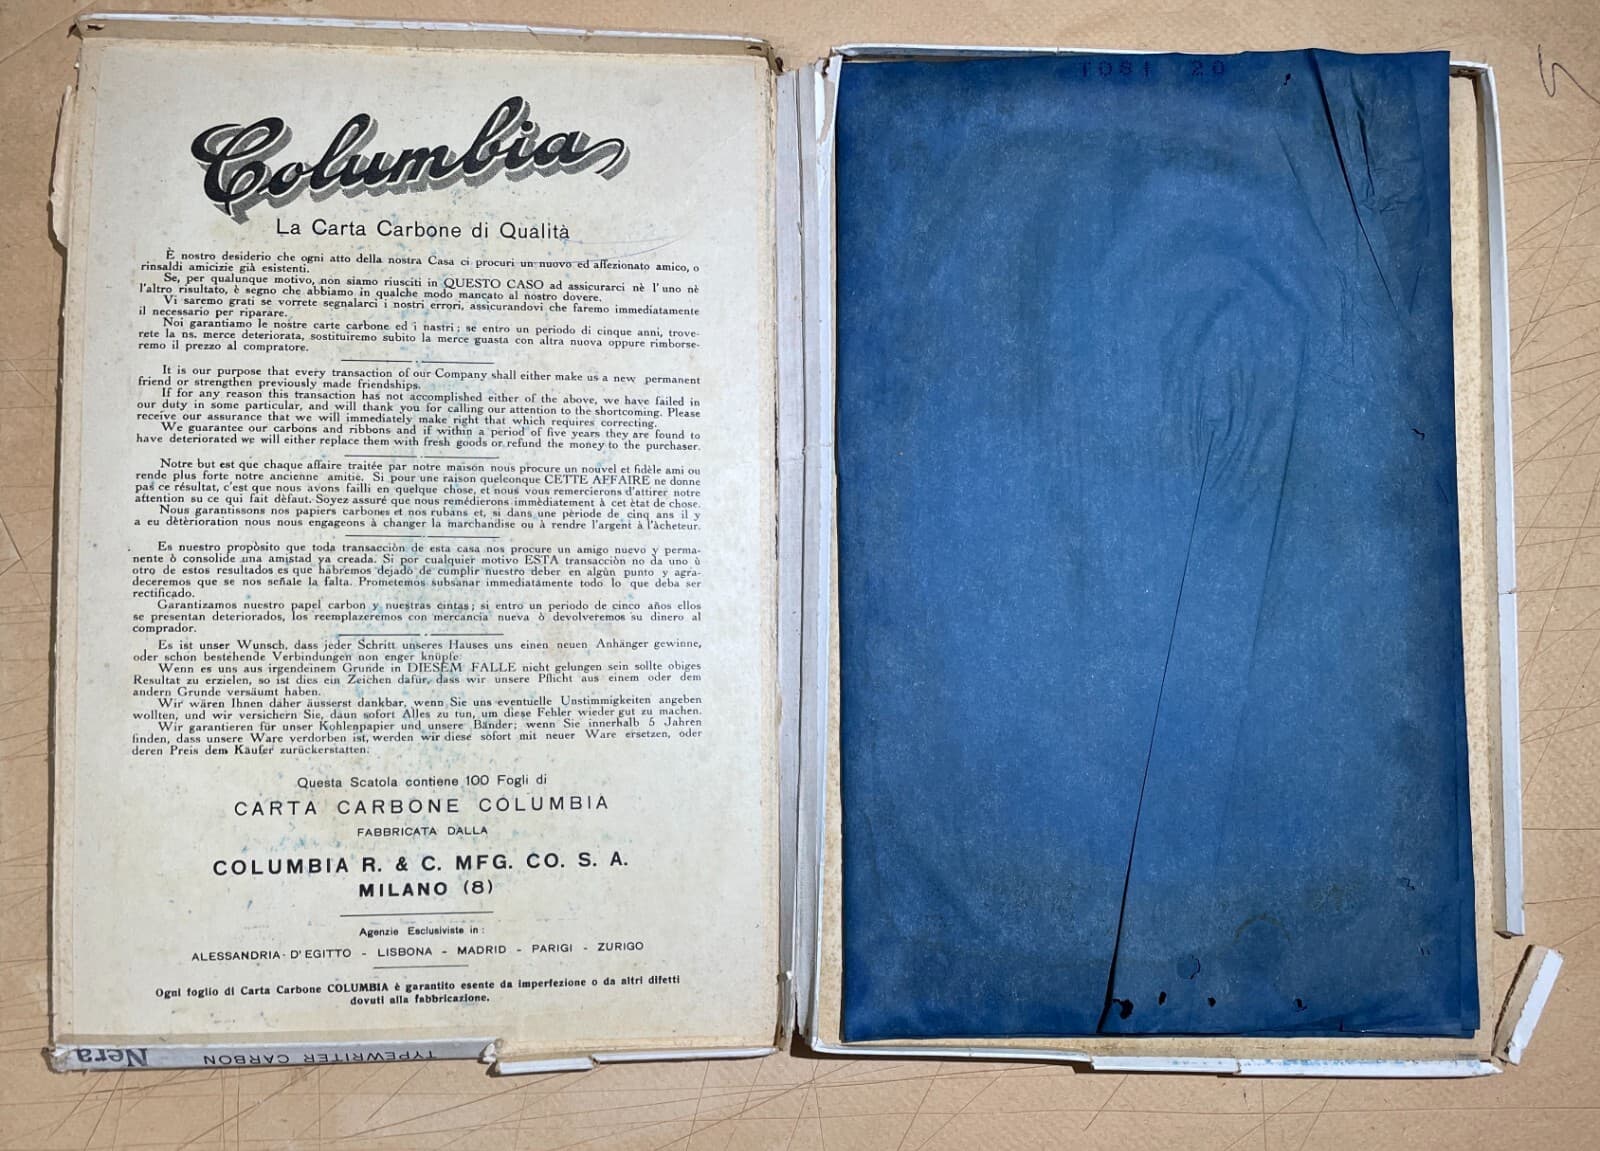 Columbia
La Carta Carbone di Qualità
È nostro desiderio che ogni atto della nostra Casa ci procuri un nuovo ed affezionato amico, o
rinsaldi amicizie già esistenti.
Se, per qualunque motivo, non siamo riusciti in QUESTO CASO ad assicurarci nè l'uno nè
l'altro risultato, è segno che abbiamo in qualche modo mancato al nostro dovere.
Vi saremo grati se vorrete segnalarci i nostri errori, assicurandovi che faremo immediatamente
il necessario per riparare.
Noi garantiamo le nostre carte carbone ed i nastri; se entro un periodo di cinque anni, trove-
rete la ns. merce deteriorata, sostituiremo subito la merce guasta con altra nuova oppure rimborse-
remo il prezzo al compratore.
It is our purpose that every transaction of our Company shall either make us a new permanent
friend or strengthen previously made friendships.
If for any reason this transaction has not accomplished either of the above, we have failed in
our duty in some particular, and will thank you for calling our attention to the shortcoming. Please
receive our assurance that we will immediately make right that which requires correcting.
We guarantee our carbons and ribbons and if within a period of five years they are found to
have deteriorated we will either replace them with fresh goods or refund the money to the purchaser.
Notre but est que chaque affaire traitée par notre maison nous procure un nouvel et fidèle ami ou
rende plus forte notre ancienne amitie. Si pour une raison quelconque CETTE AFFAIRE ne donne
pas ce résultat, c'est que nous avons failli en quelque chose, et nous vous remercierons d'attirer notre
attention su ce qui fait dèfaut. Soyez assuré que nous remédierons immèdiatement à cet ètat de chose.
Nous garantissons nos papiers carbones et nos rubans et, si dans une pèriode de cinq ans il y
a eu dètèrioration nous nous engageons à changer la marchandise ou à rendre l'argent à l'àcheteur.
Es nuestro propòsito que toda transacciòn de esta casa nos procure un amigo nuevo y perma-
nente ò consolide una amistad ya creada. Si por cualquier motivo ESTA transacciòn no da uno ù
otro de estos resultados es que habremos dejado de cumplir nuestro deber en algùn punto y agra-
deceremos que se nos señale la falta. Prometemos subsanar immediatamente todo lo que deba ser
rectificado.
Garantizamos nuestro papel carbon y nuestras cintas; si entro un periodo de cinco años ellos
se presentan deteriorados, los reemplazeremos con mercancia nueva ò devolveremos su dinero al
comprador.
Es ist unser Wunsch, dass jeder Schritt unseres Hauses uns einen neuen Anhänger gewinne,
oder schon bestehende Verbindungen non enger knüpfe.
Wenn es uns aus irgendeinem Grunde in DIESEM FALLE nicht gelungen sein sollte obiges
Resultat zu erzielen, so ist dies ein Zeichen dafür, dass wir unsere Pflicht aus einem oder dem
andern Grunde versäumt haben.
Wir wären Ihnen daher äusserst dankbar, wenn Sie uns eventuelle Unstimmigkeiten angeben
wollten, und wir versichern Sie, daun sofort Alles zu tun, um diese Fehler wieder gut zu machen.
Wir garantieren für unser Kohlenpapier und unsere Bänder; wenn Sie innerhalb 5 Jahren
finden, dass unsere Ware verdorben ist, werden wir diese sofort mit neuer Ware ersetzen, oder
deren Preis dem Käufer zurückerstatten.
Questa Scatola contiene 100 Fogli di
CARTA CARBONE COLUMBIA
FABBRICATA DALLA
COLUMBIA R. & C. MFG. CO. S. A.
MILANO (8)
Agenzie Esclusiviste in:
ALESSANDRIA D'EGITTO - LISBONA - MADRID - PARIGI - ZURIGO
Ogni foglio di Carta Carbone COLUMBIA è garantito esente da imperfezione o da altri difetti
dovuti alla fabbricazione.
TYPEWRITER CARBON Nera
20